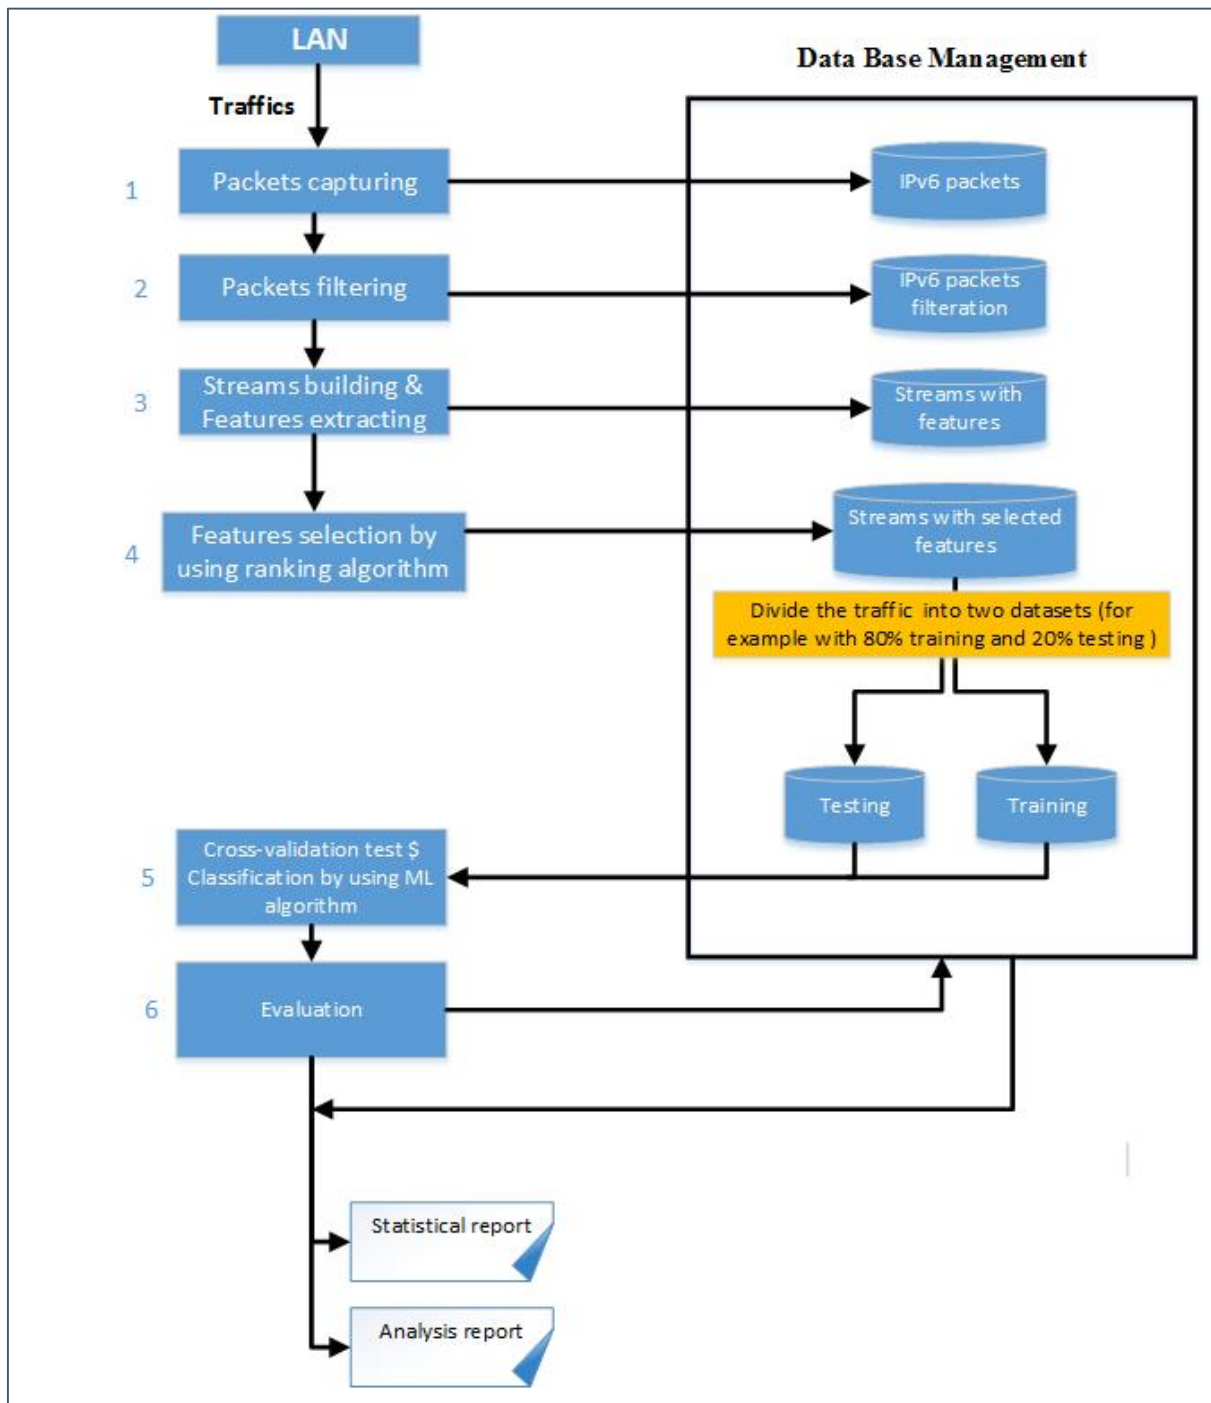 LAN
Data Base Management
Traffics
1
Packets capturing
IPv6 packets
2
Packets filtering
IPv6 packets
filteration
3
Streams building &
Features extracting
Streams with
features
4
Features selection by
using ranking algorithm
Streams with selected
features
Divide the traffic into two datasets (for
example with 80% training and 20% testing )
Testing
Training
5
Cross-validation test $
Classification by using ML
algorithm
6
Evaluation
Statistical report
Analysis report